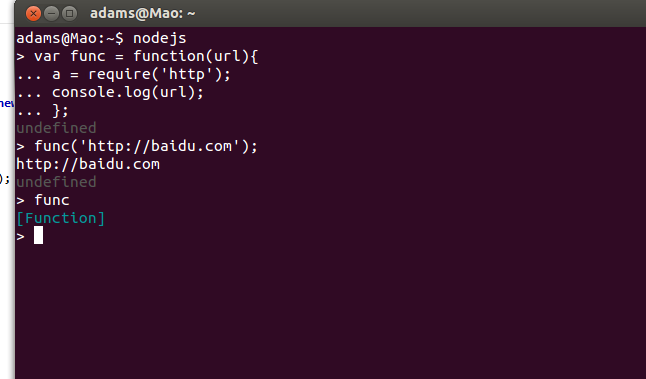 adams@Mao: ~
adams@Mao:~$ nodejs
> var func = function(url){
... a = require('http');
... console.log(url);
... };
undefined
> func('http://baidu.com');
http://baidu.com
undefined
> func
[Function]
>
new
);